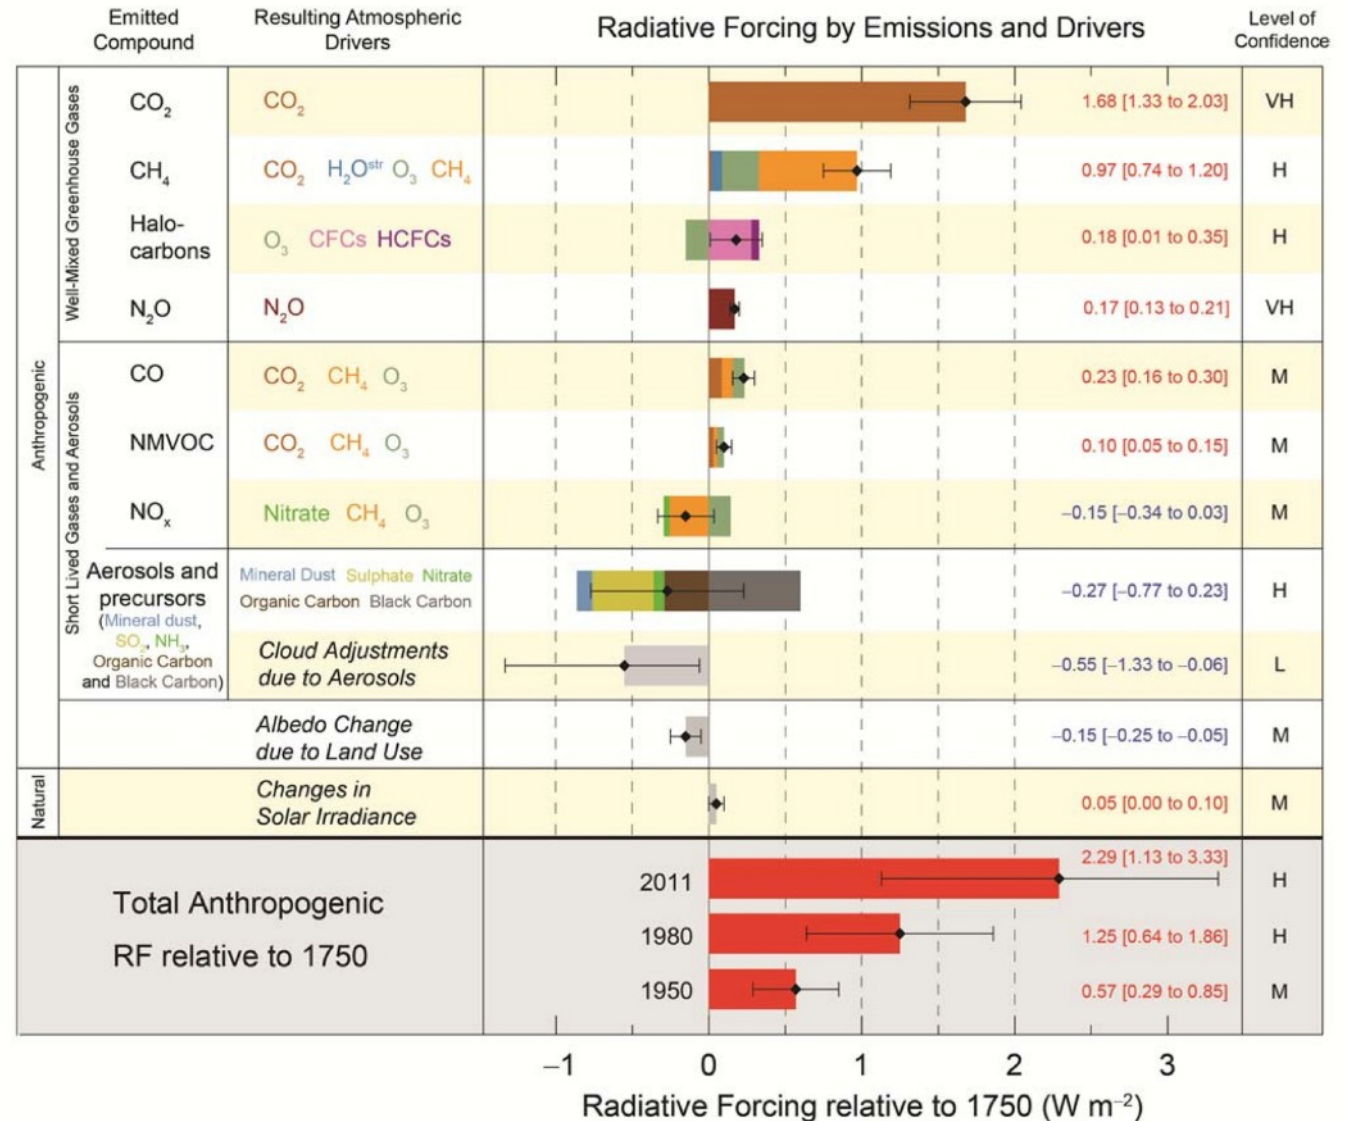 Emitted Compound
Resulting Atmospheric Drivers
Radiative Forcing by Emissions and Drivers
Level of Confidence
Anthropogenic
Well-Mixed Greenhouse Gases
CO₂ CO₂ 1.68 [1.33 to 2.03] VH
CH₄ CO₂ H₂Oˢᵗʳ O₃ CH₄ 0.97 [0.74 to 1.20] H
Halo-
carbons O₃ CFCs HCFCs 0.18 [0.01 to 0.35] H
N₂O N₂O 0.17 [0.13 to 0.21] VH
Short Lived Gases and Aerosols
CO CO₂ CH₄ O₃ 0.23 [0.16 to 0.30] M
NMVOC CO₂ CH₄ O₃ 0.10 [0.05 to 0.15] M
NOₓ Nitrate CH₄ O₃ −0.15 [−0.34 to 0.03] M
Aerosols and
precursors
(Mineral dust,
SO₂, NH₃,
Organic Carbon
and Black Carbon)
Mineral Dust Sulphate Nitrate
Organic Carbon Black Carbon
−0.27 [−0.77 to 0.23] H
Cloud Adjustments
due to Aerosols
−0.55 [−1.33 to −0.06] L
Albedo Change
due to Land Use
−0.15 [−0.25 to −0.05] M
Natural
Changes in
Solar Irradiance
0.05 [0.00 to 0.10] M
Total Anthropogenic
RF relative to 1750
2011 2.29 [1.13 to 3.33] H
1980 1.25 [0.64 to 1.86] H
1950 0.57 [0.29 to 0.85] M
−1 0 1 2 3
Radiative Forcing relative to 1750 (W m⁻²)